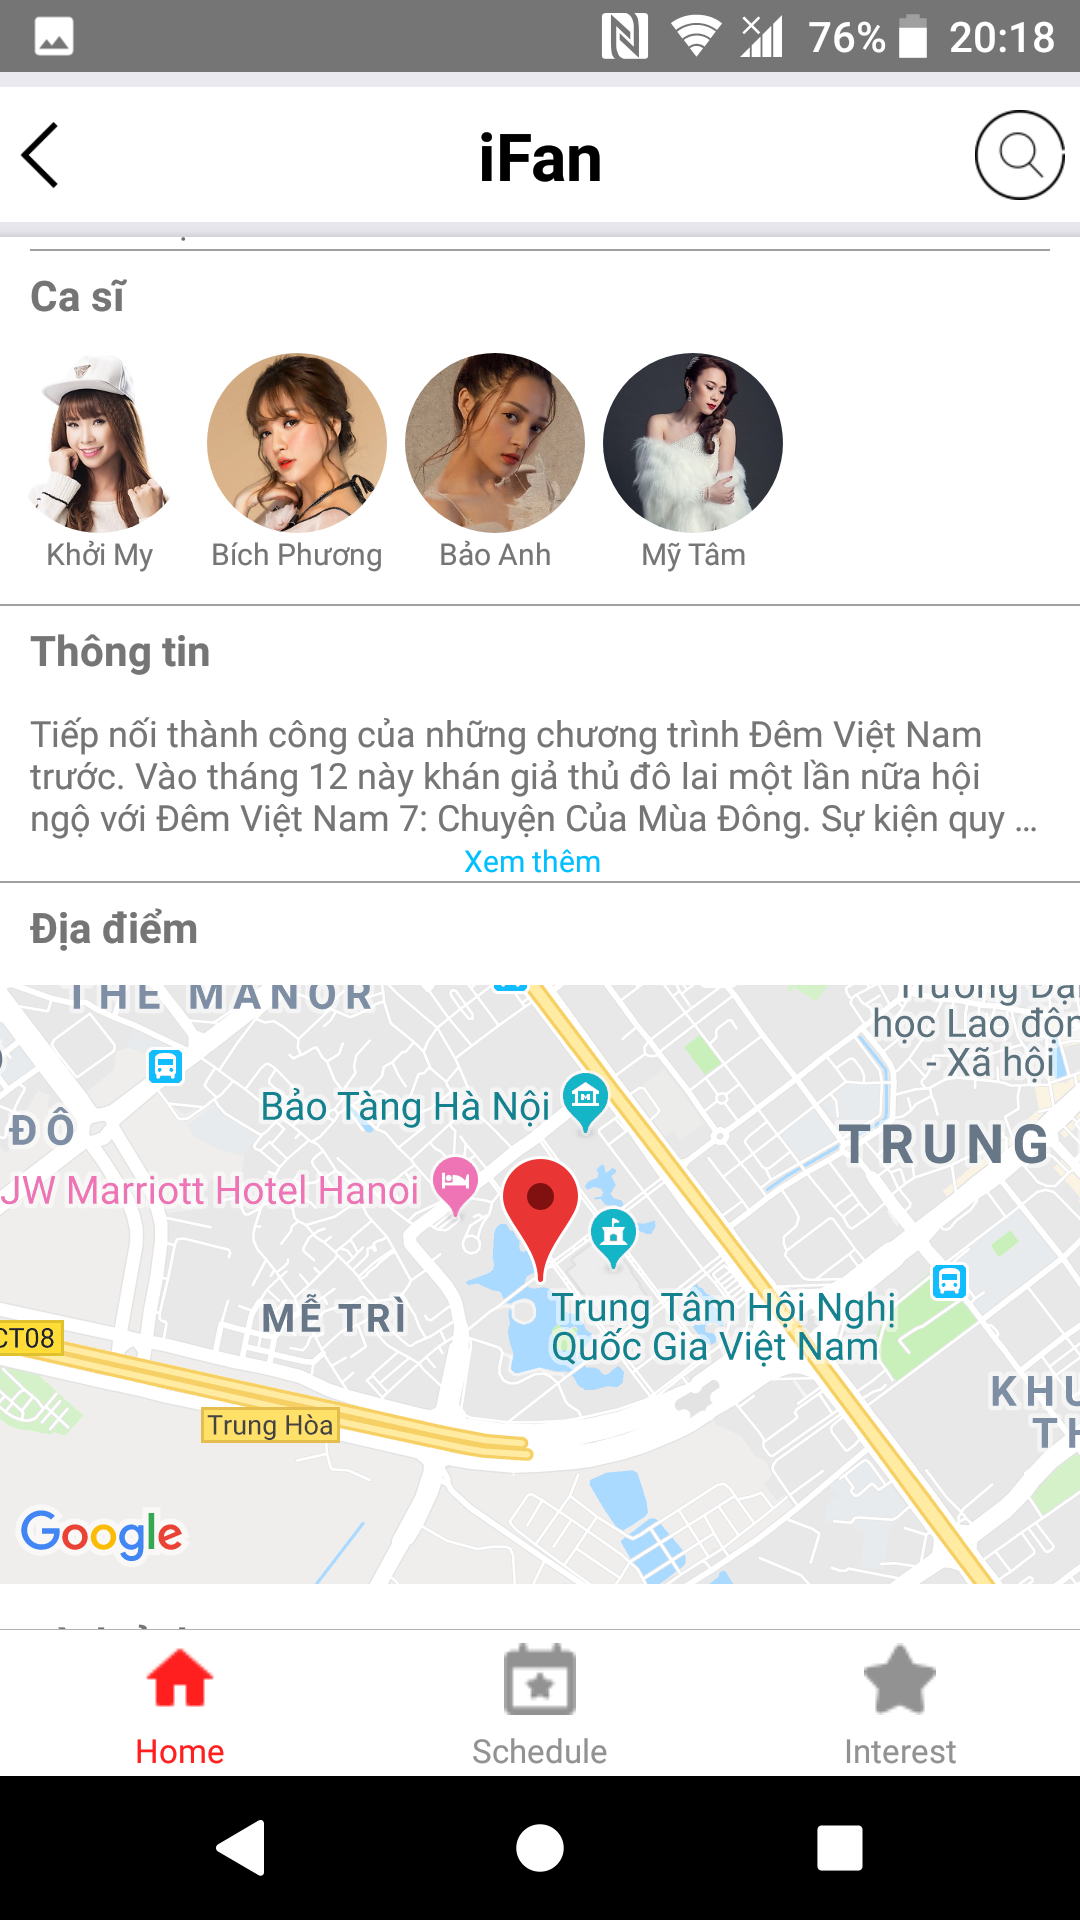 76% 20:18
iFan
Ca sĩ
Khởi My
Bích Phương
Bảo Anh
Mỹ Tâm
Thông tin
Tiếp nối thành công của những chương trình Đêm Việt Nam
trước. Vào tháng 12 này khán giả thủ đô lai một lần nữa hội
ngộ với Đêm Việt Nam 7: Chuyện Của Mùa Đông. Sự kiện quy ...
Xem thêm
Địa điểm
THE MANOR
học Lao độn
- Xã hội
Bảo Tàng Hà Nội
ĐÔ
TRUNG
JW Marriott Hotel Hanoi
Trung Tâm Hội Nghị
Quốc Gia Việt Nam
MỄ TRÌ
CT08
KHU
TH
Trung Hòa
Google
Home
Schedule
Interest